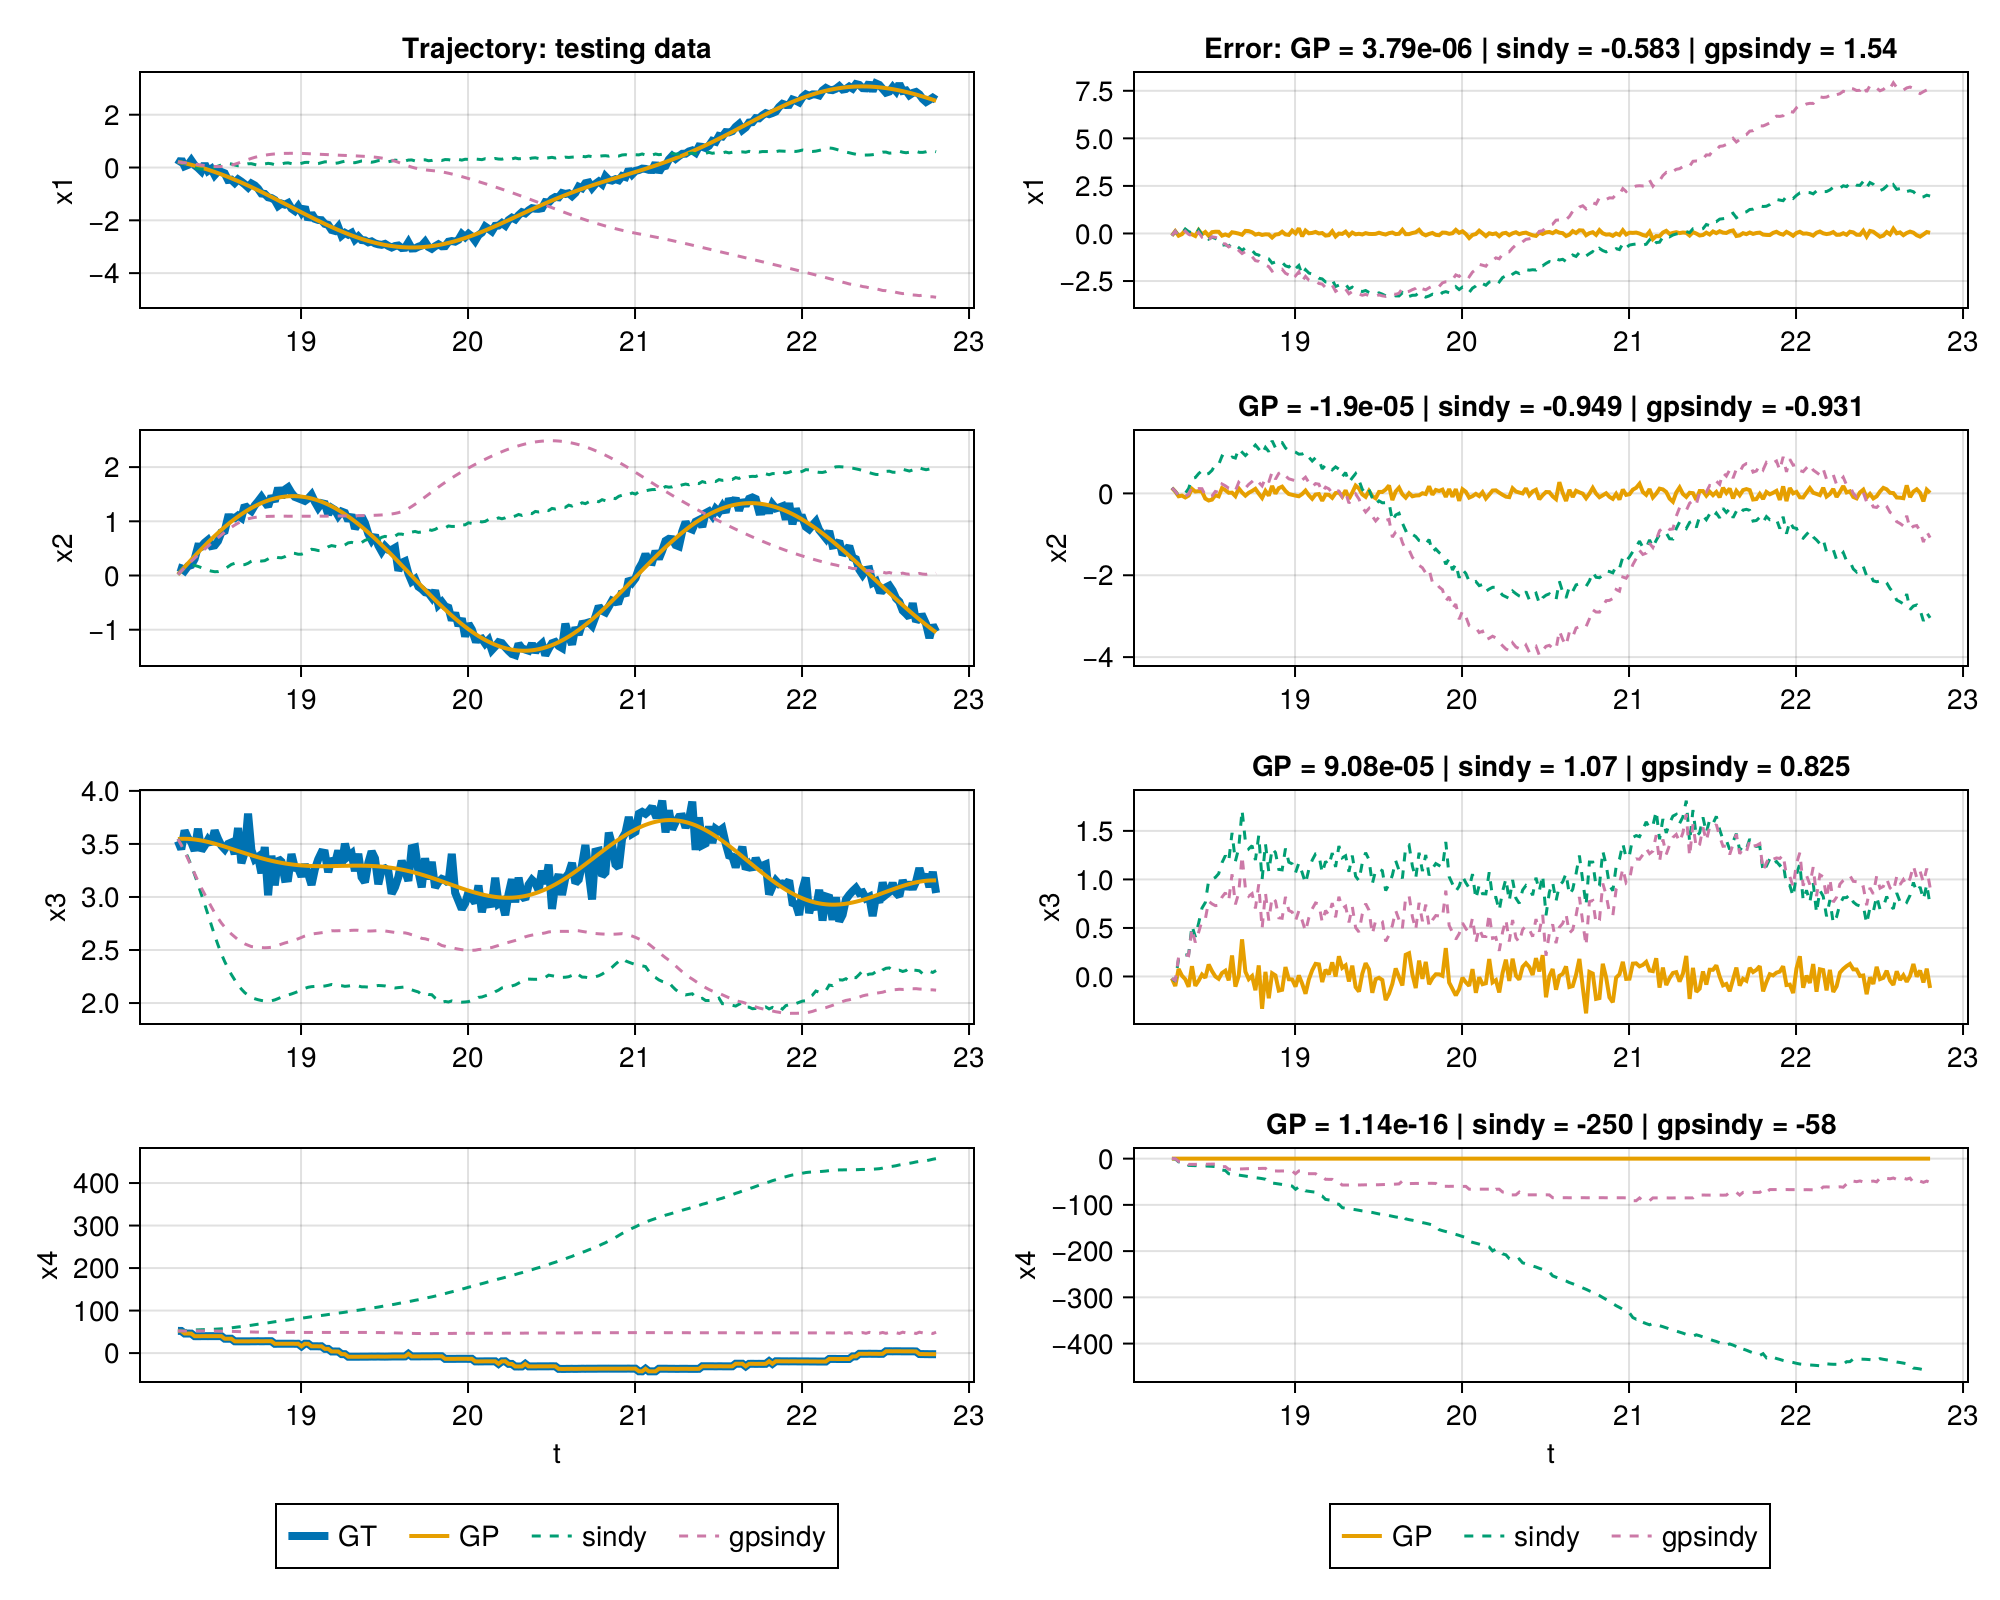 Trajectory: testing data
x1
2
0
−2
−4
19 20 21 22 23
Error: GP = 3.79e-06 | sindy = -0.583 | gpsindy = 1.54
x1
7.5
5.0
2.5
0.0
−2.5
19 20 21 22 23
x2
2
1
0
−1
19 20 21 22 23
GP = -1.9e-05 | sindy = -0.949 | gpsindy = -0.931
x2
0
−2
−4
19 20 21 22 23
x3
4.0
3.5
3.0
2.5
2.0
19 20 21 22 23
GP = 9.08e-05 | sindy = 1.07 | gpsindy = 0.825
x3
1.5
1.0
0.5
0.0
19 20 21 22 23
x4
400
300
200
100
0
19 20 21 22 23
t
GP = 1.14e-16 | sindy = -250 | gpsindy = -58
x4
0
−100
−200
−300
−400
19 20 21 22 23
t
GT GP sindy gpsindy
GP sindy gpsindy